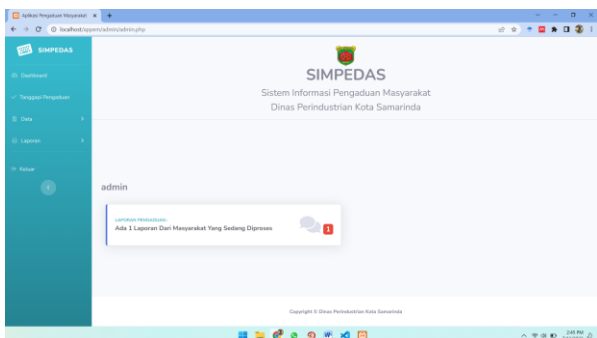 Aplikasi Pengaduan Masyarakat
localhost/appem/admin/admin.php
SIMPEDAS
Dashboard
Tanggapi Pengaduan
Data
Laporan
Keluar
SIMPEDAS
Sistem Informasi Pengaduan Masyarakat
Dinas Perindustrian Kota Samarinda
admin
LAPORAN PENGADUAN:
Ada 1 Laporan Dari Masyarakat Yang Sedang Diproses
1
Copyright © Dinas Perindustrian Kota Samarinda
2:45 PM